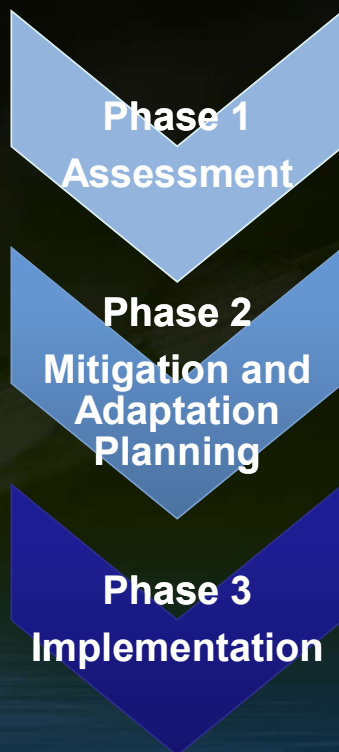 Phase 1
Assessment
Phase 2
Mitigation and
Adaptation
Planning
Phase 3
Implementation